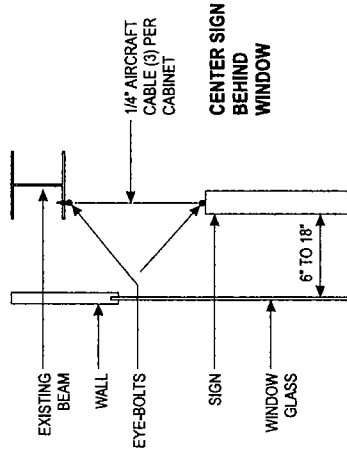 EXISTING
BEAM
WALL
EYE-BOLTS
SIGN
WINDOW
GLASS
1/4" AIRCRAFT
CABLE (3) PER
CABINET
CENTER SIGN
BEHIND
WINDOW
6" TO 18"